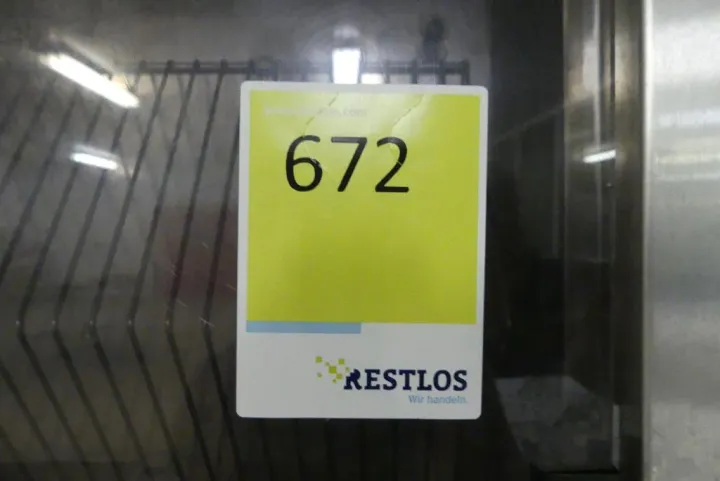 672
RESTLOS
Wir handeln.